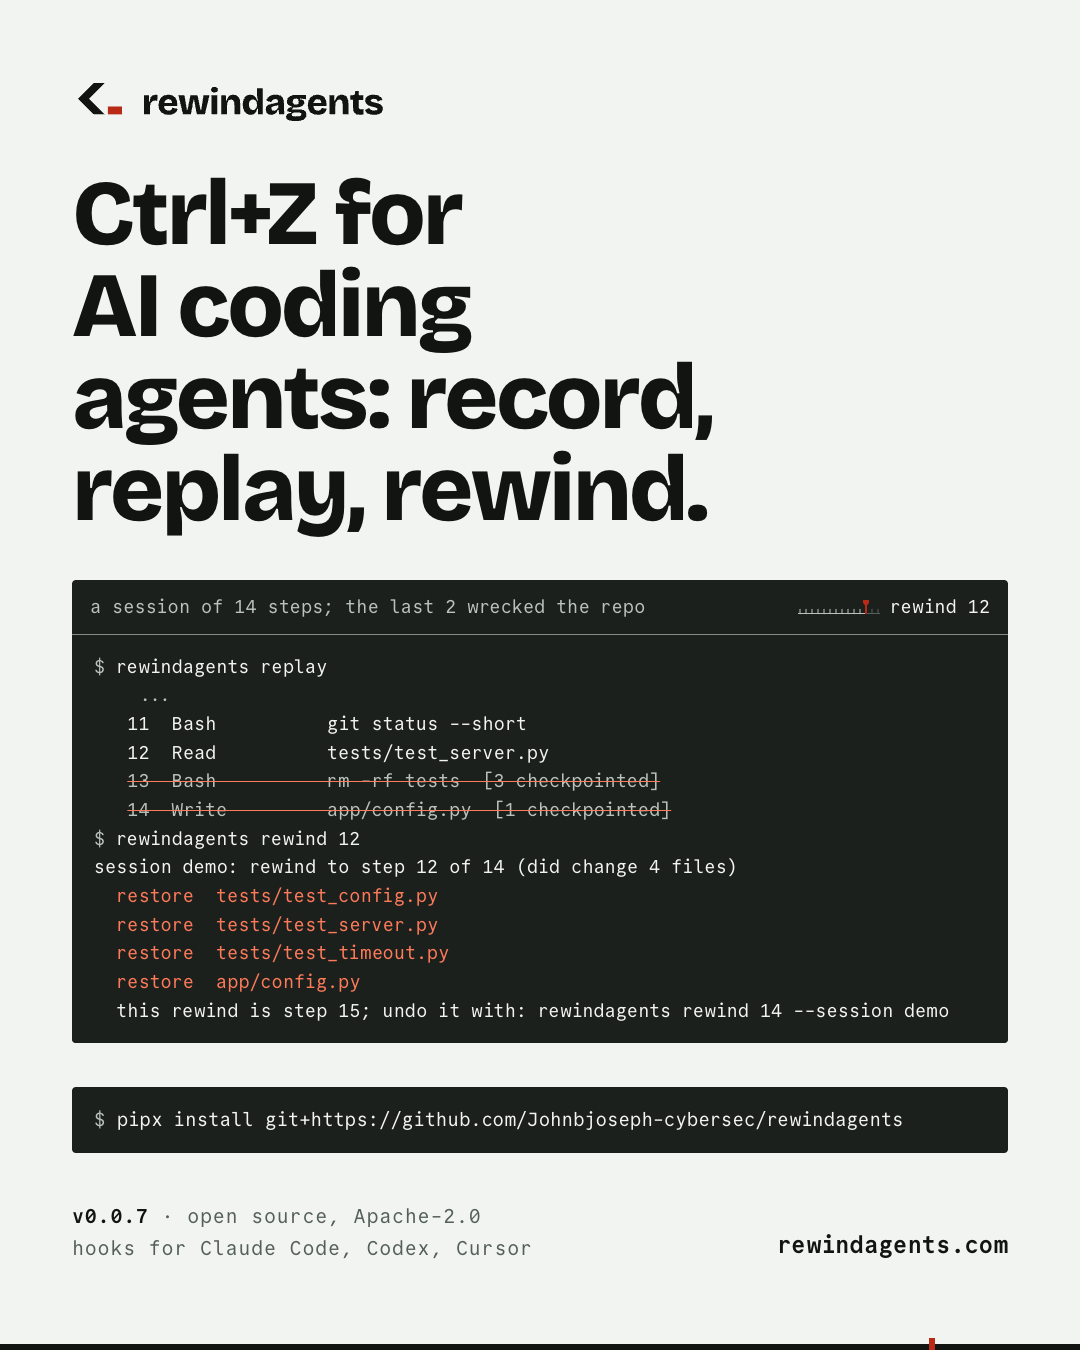 rewindagents
Ctrl+Z for
AI coding
agents: record,
replay, rewind.
a session of 14 steps; the last 2 wrecked the repo rewind 12
$ rewindagents replay
...
11 Bash git status --short
12 Read tests/test_server.py
13 Bash rm -rf tests [3 checkpointed]
14 Write app/config.py [1 checkpointed]
$ rewindagents rewind 12
session demo: rewind to step 12 of 14 (did change 4 files)
restore tests/test_config.py
restore tests/test_server.py
restore tests/test_timeout.py
restore app/config.py
this rewind is step 15; undo it with: rewindagents rewind 14 --session demo
$ pipx install git+https://github.com/Johnbjoseph-cybersec/rewindagents
v0.0.7 · open source, Apache-2.0
hooks for Claude Code, Codex, Cursor
rewindagents.com